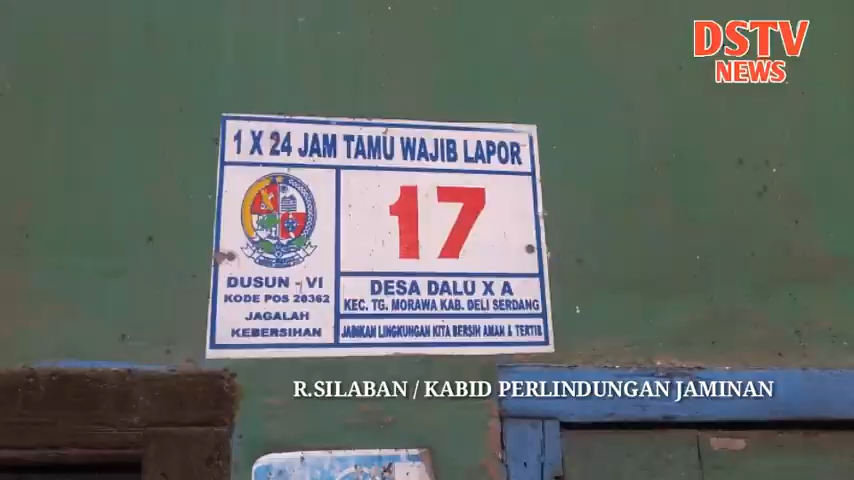 DSTV
NEWS
1 X 24 JAM TAMU WAJIB LAPOR
17
DUSUN - VI
KODE POS 20362
JAGALAH
KEBERSIHAN
DESA DALU X A
KEC. TG. MORAWA KAB. DELI SERDANG
JADIKAN LINGKUNGAN KITA BERSIH AMAN & TERTIB
R.SILABAN / KABID PERLINDUNGAN JAMINAN